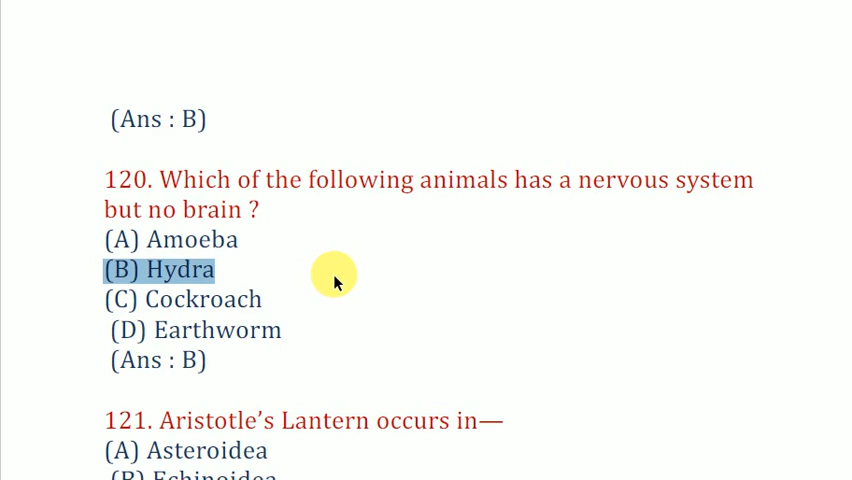 (Ans : B)
120. Which of the following animals has a nervous system
but no brain ?
(A) Amoeba
(B) Hydra
(C) Cockroach
(D) Earthworm
(Ans : B)
121. Aristotle’s Lantern occurs in—
(A) Asteroidea
(B) Echinoidea